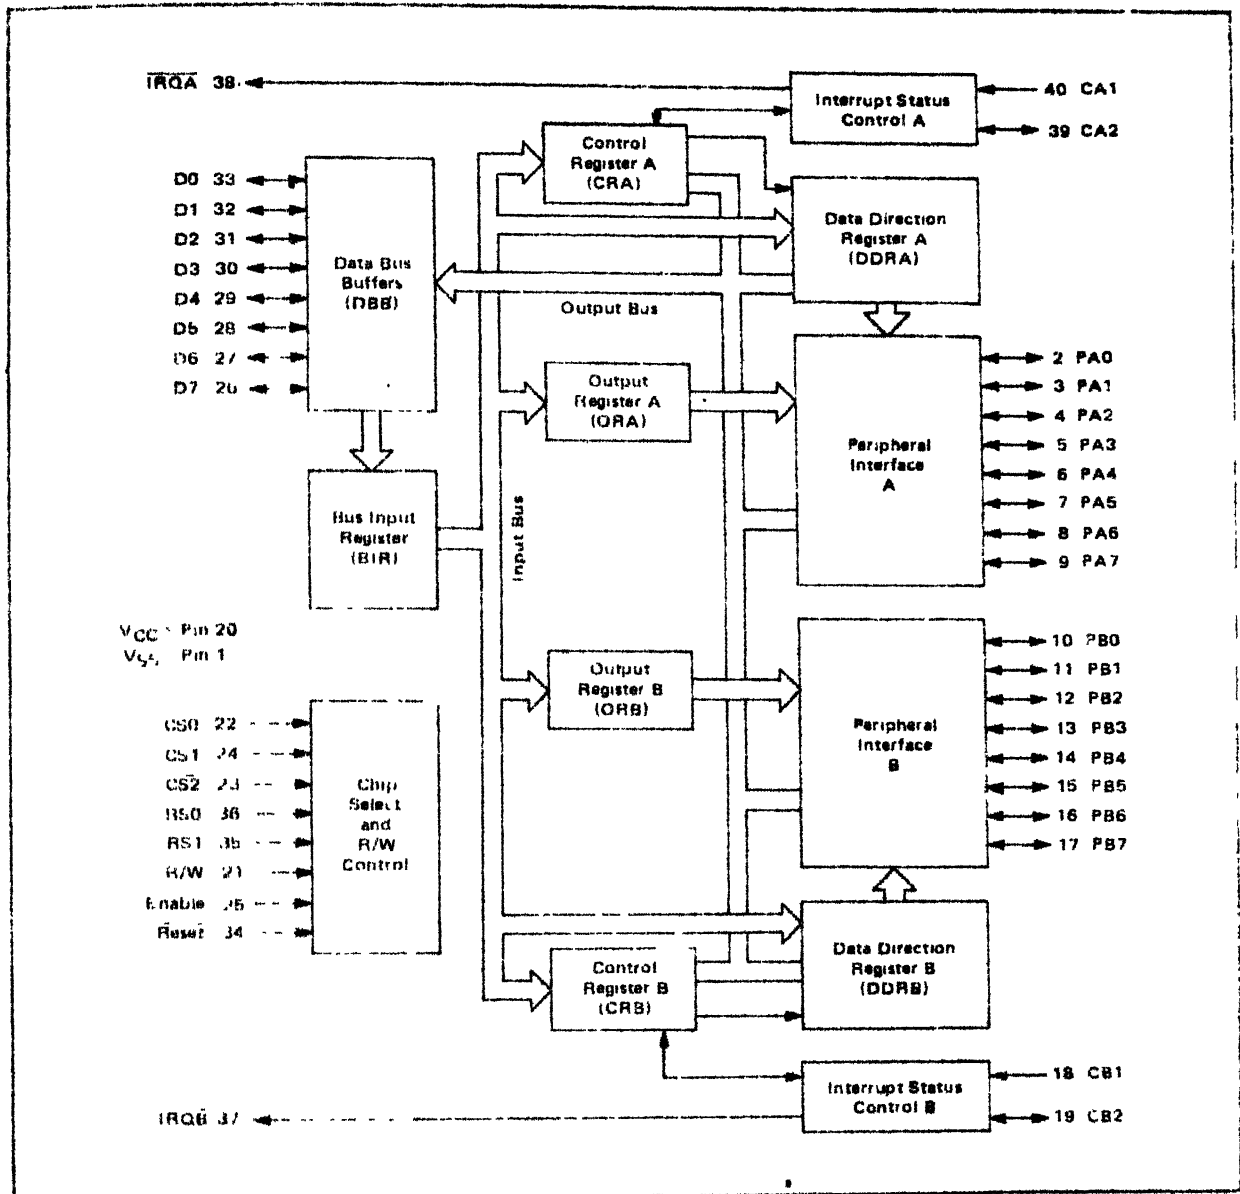 IRQA 38
Interrupt Status
Control A
40 CA1
39 CA2
Control
Register A
(CRA)
D0 33
D1 32
D2 31
D3 30
D4 29
D5 28
D6 27
D7 26
Data Bus
Buffers
(DBB)
Data Direction
Register A
(DDRA)
Output Bus
Output
Register A
(ORA)
Peripheral
Interface
A
2 PA0
3 PA1
4 PA2
5 PA3
6 PA4
7 PA5
8 PA6
9 PA7
Bus Input
Register
(BIR)
Input Bus
VCC Pin 20
Pin 1
Output
Register B
(ORB)
Peripheral
Interface
B
10 PB0
11 PB1
12 PB2
13 PB3
14 PB4
15 PB5
16 PB6
17 PB7
CS0 22
CS1 24
CS2 23
RS0 36
RS1 35
R/W 21
Enable 25
Reset 34
Chip
Select
and
R/W
Control
Control
Register B
(CRB)
Data Direction
Register B
(DDRB)
Interrupt Status
Control B
18 CB1
19 CB2
IRQB 37